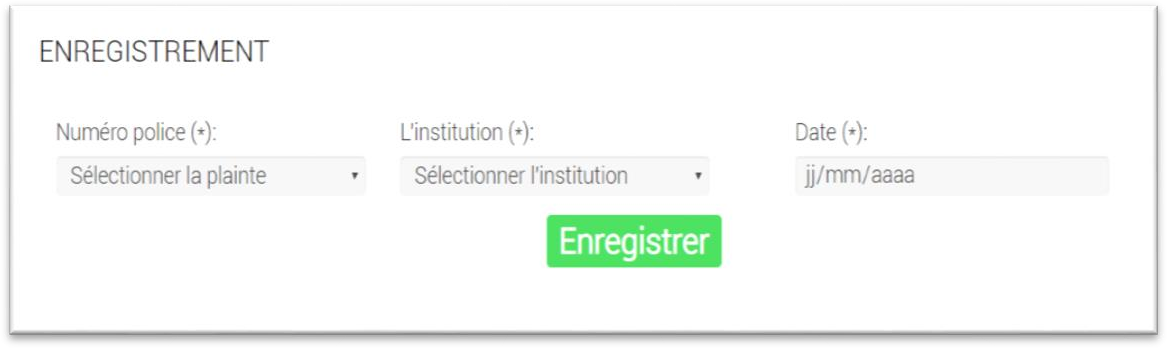 ENREGISTREMENT
Numéro police (*): L'institution (*): Date (*):
Sélectionner la plainte Sélectionner l'institution jj/mm/aaaa
Enregistrer